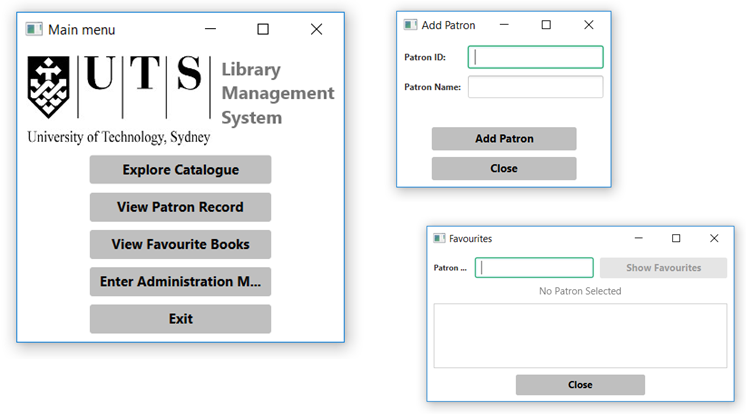 Main menu
UTS
Library
Management
System
University of Technology, Sydney
Explore Catalogue
View Patron Record
View Favourite Books
Enter Administration M...
Exit
Add Patron
Patron ID:
Patron Name:
Add Patron
Close
Favourites
Patron ...
Show Favourites
No Patron Selected
Close